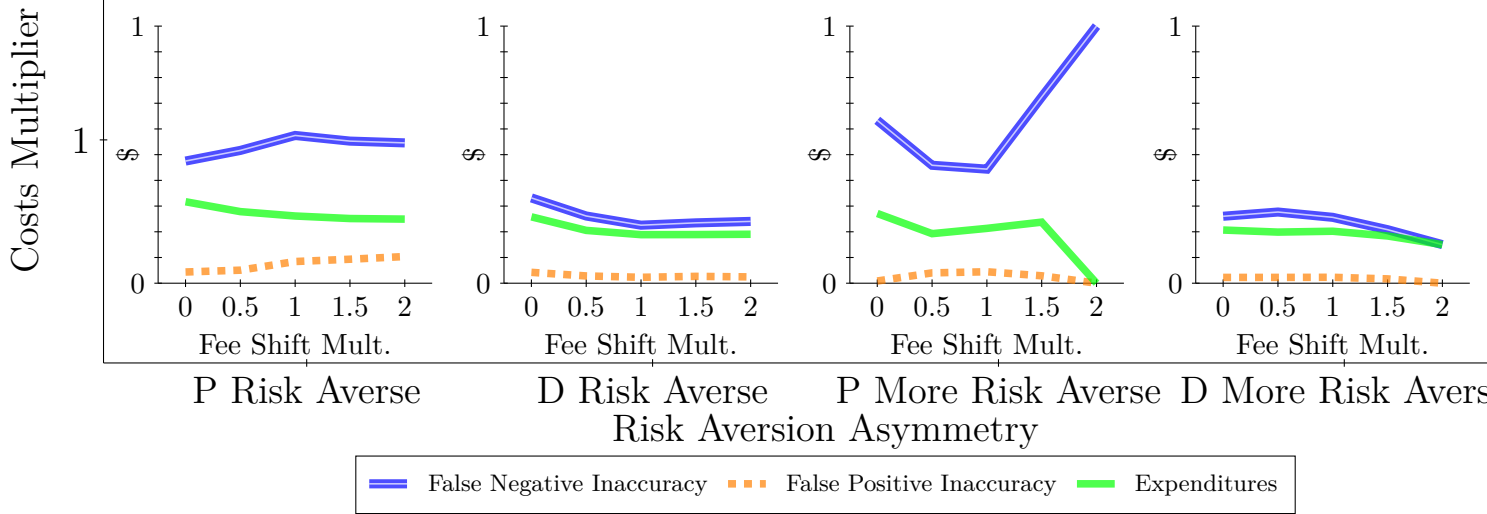 Costs Multiplier
1
1
$
0
0 0.5 1 1.5 2
Fee Shift Mult.
P Risk Averse
1
$
0
0 0.5 1 1.5 2
Fee Shift Mult.
D Risk Averse
1
$
0
0 0.5 1 1.5 2
Fee Shift Mult.
P More Risk Averse
1
$
0
0 0.5 1 1.5 2
Fee Shift Mult.
D More Risk Avers
Risk Aversion Asymmetry
False Negative Inaccuracy
False Positive Inaccuracy
Expenditures